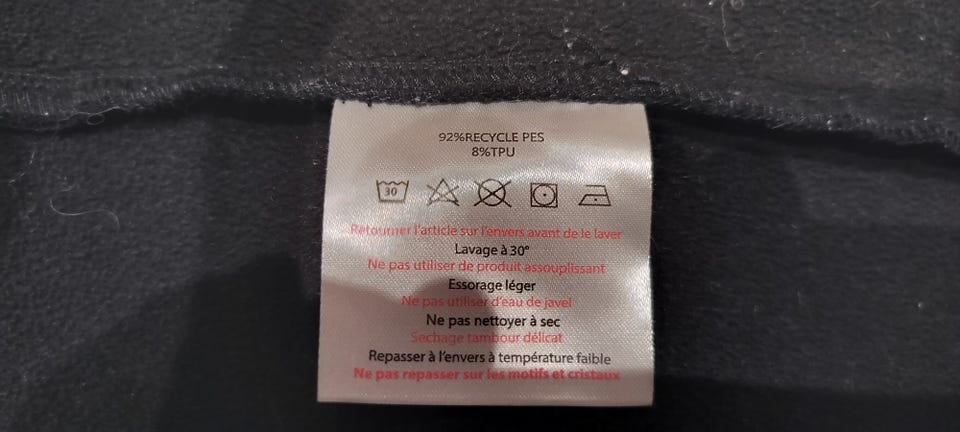 92%RECYCLE PES
8%TPU
30
Retourner l'article sur l'envers avant de le laver
Lavage à 30°
Ne pas utiliser de produit assouplissant
Essorage léger
Ne pas utiliser d'eau de javel
Ne pas nettoyer à sec
Sechage tambour délicat
Repasser à l'envers à température faible
Ne pas repasser sur les motifs et cristaux